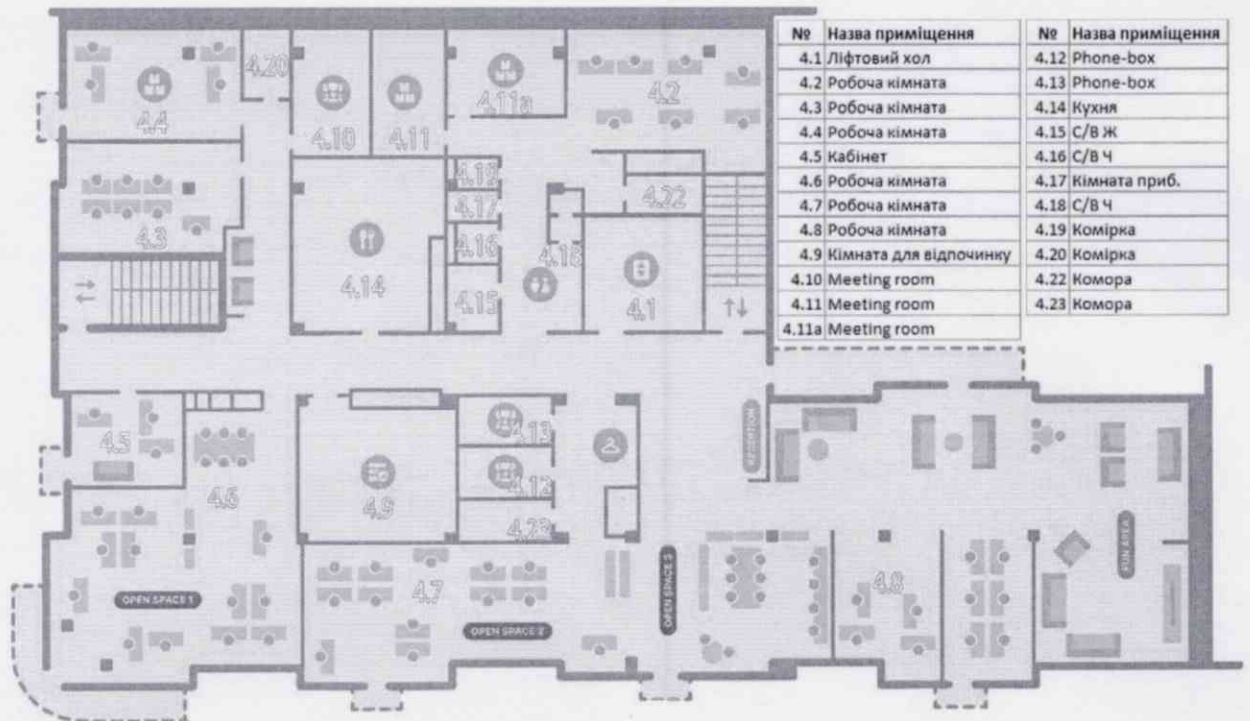 № Назва приміщення
4.1 Ліфтовий хол
4.2 Робоча кімната
4.3 Робоча кімната
4.4 Робоча кімната
4.5 Кабінет
4.6 Робоча кімната
4.7 Робоча кімната
4.8 Робоча кімната
4.9 Кімната для відпочинку
4.10 Meeting room
4.11 Meeting room
4.11а Meeting room
№ Назва приміщення
4.12 Phone-box
4.13 Phone-box
4.14 Кухня
4.15 С/В Ж
4.16 С/В Ч
4.17 Кімната приб.
4.18 С/В Ч
4.19 Комірка
4.20 Комірка
4.22 Комора
4.23 Комора
4.20
4.4
4.10
4.11
4.11а
4.2
4.3
4.19
4.17
4.22
4.16
4.18
4.14
4.15
4.1
4.5
4.13
4.12
4.6
4.9
4.23
RECEPTION
4.7
4.8
OPEN SPACE 1
OPEN SPACE 2
OPEN SPACE 3
FUN AREA